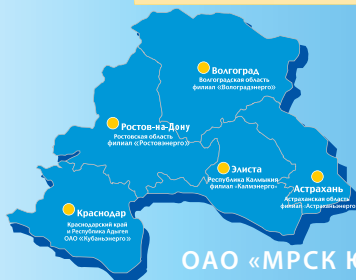 Волгоград
Волгоградская область
филиал «Волгоградэнерго»
Ростов-на-Дону
Ростовская область
филиал «Ростовэнерго»
Элиста
Республика Калмыкия
филиал «Калмэнерго»
Астрахань
Астраханская область
филиал «Астраханьэнерго»
Краснодар
Краснодарский край
и Республика Адыгея
ОАО «Кубаньэнерго»
ОАО «МРСК К